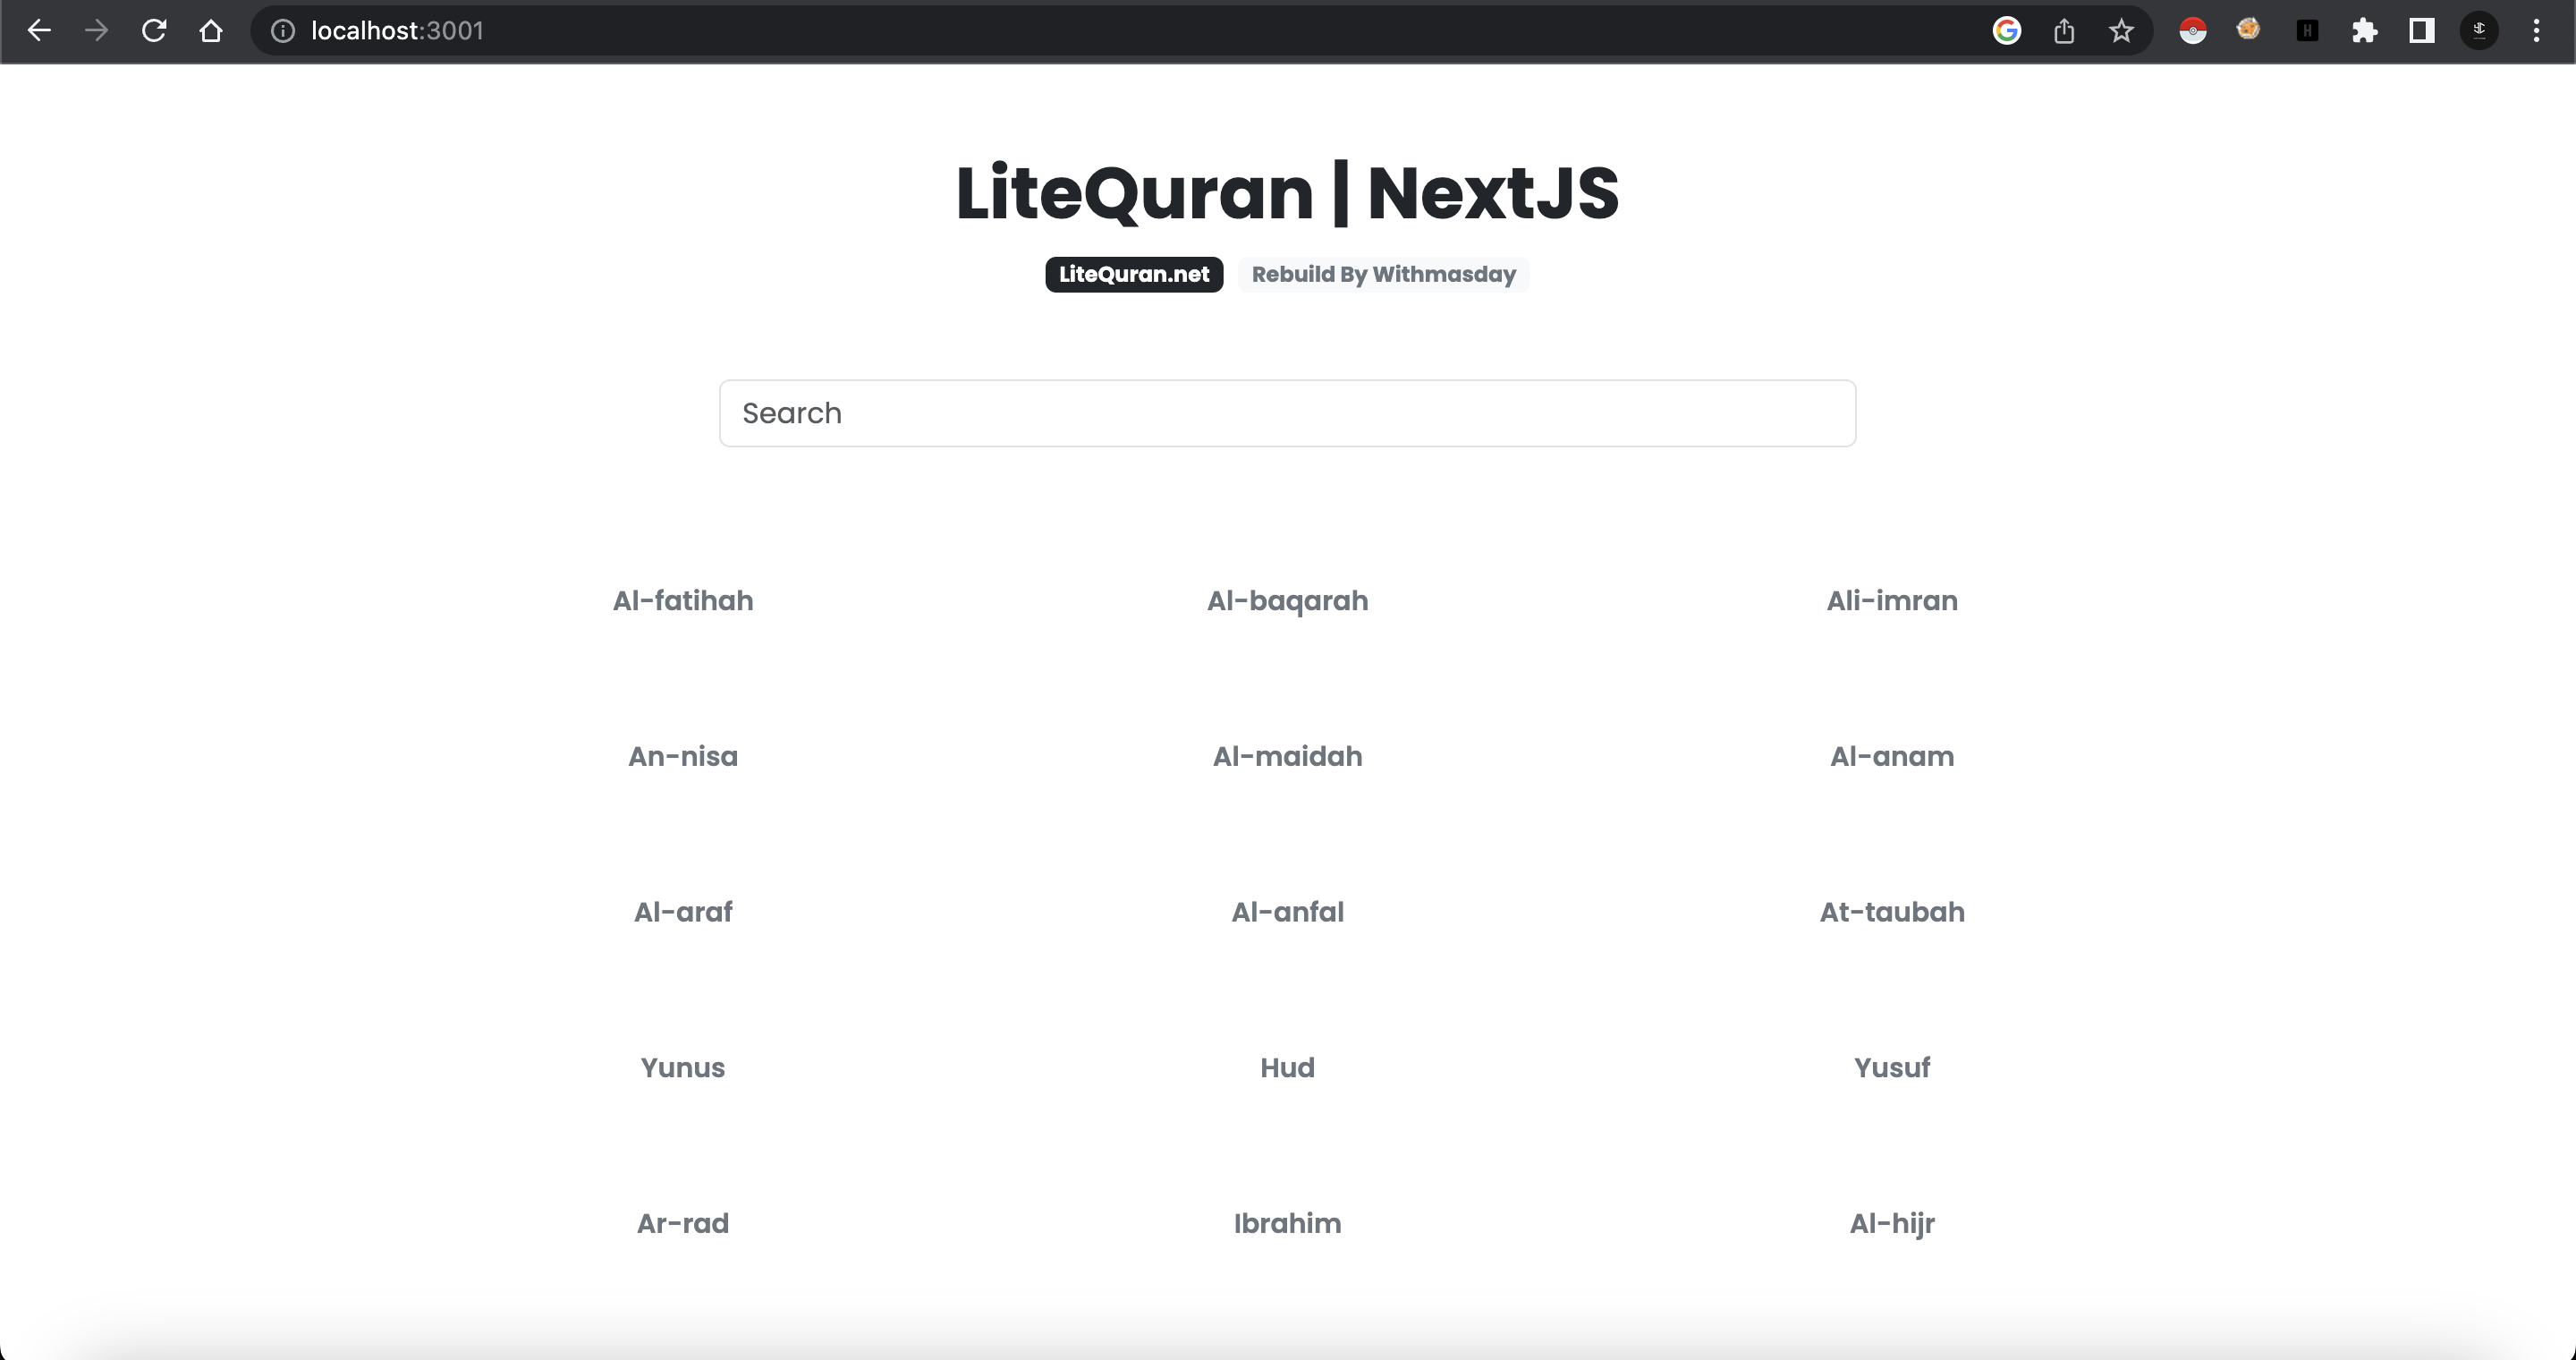 localhost:3001
LiteQuran | NextJS
LiteQuran.net Rebuild By Withmasday
Search
Al-fatihah Al-baqarah Ali-imran
An-nisa Al-maidah Al-anam
Al-araf Al-anfal At-taubah
Yunus Hud Yusuf
Ar-rad Ibrahim Al-hijr